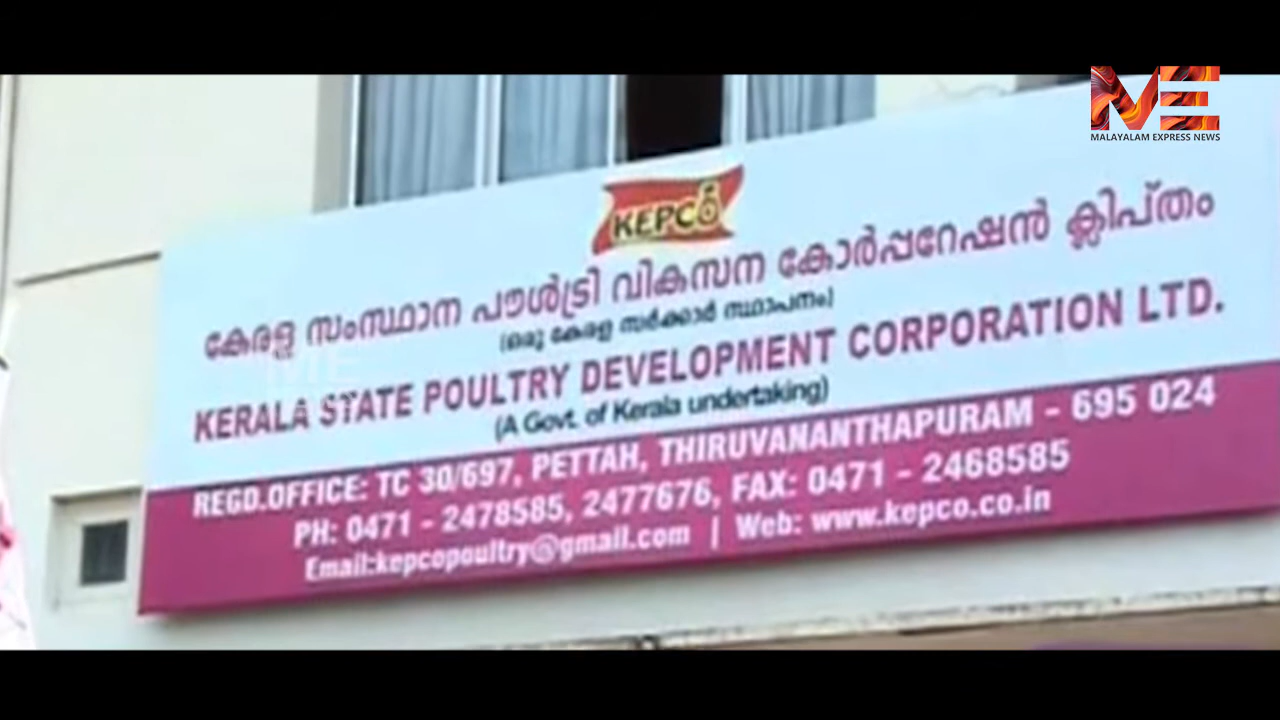 ME
MALAYALAM EXPRESS NEWS
KEPCO
കേരള സംസ്ഥാന പൗൾട്രി വികസന കോർപ്പറേഷൻ ക്ലിപ്തം
(ഒരു കേരള സർക്കാർ സ്ഥാപനം)
KERALA STATE POULTRY DEVELOPMENT CORPORATION LTD.
(A Govt. of Kerala undertaking)
REGD.OFFICE: TC 30/697, PETTAH, THIRUVANANTHAPURAM - 695 024
PH: 0471 - 2478585, 2477676, FAX: 0471 - 2468585
Email:kepcopoultry@gmail.com | Web: www.kepco.co.in